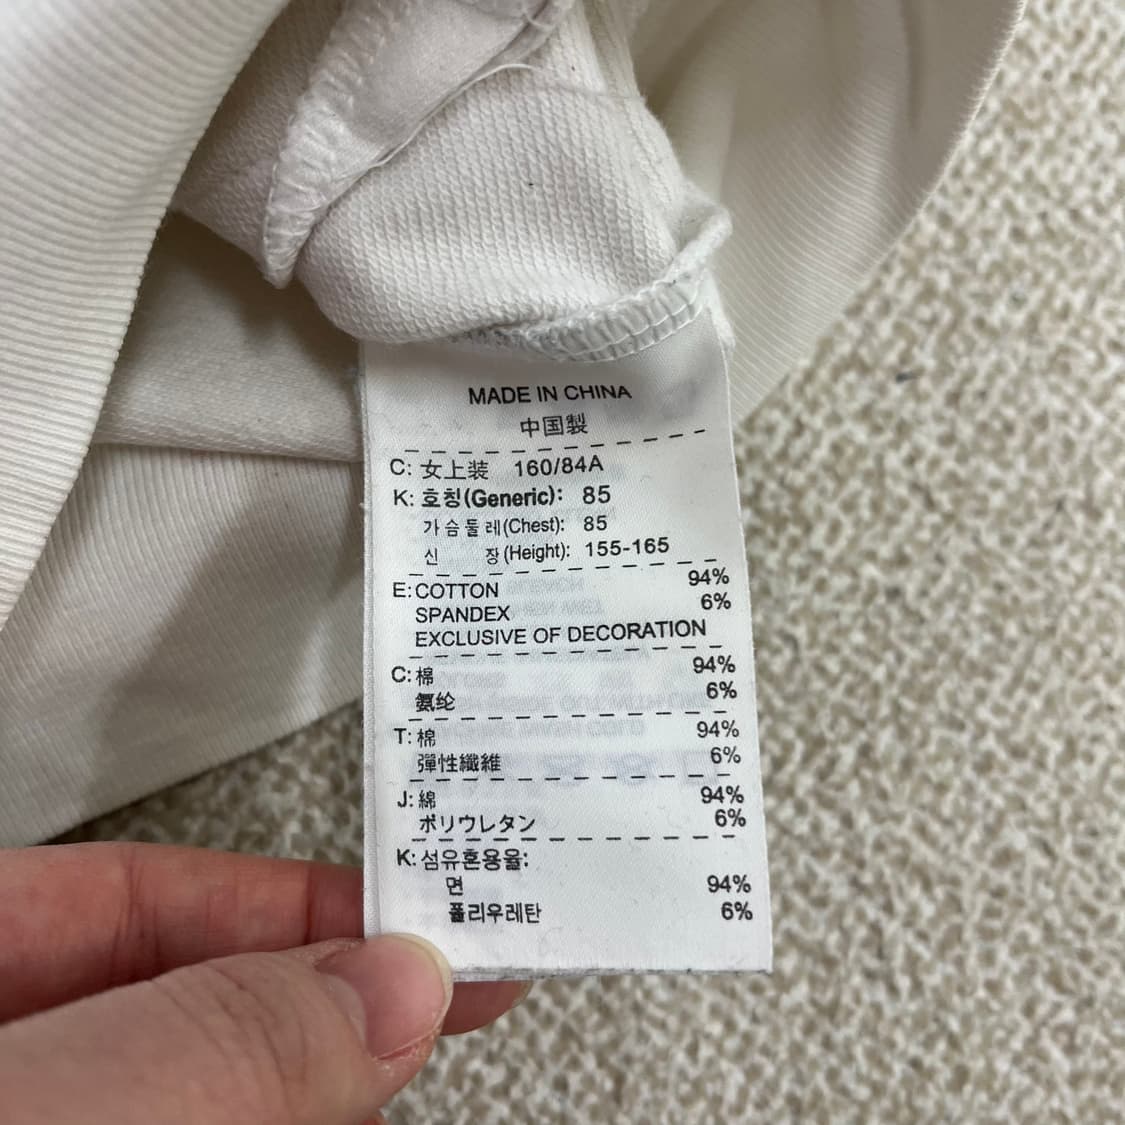 MADE IN CHINA
中国製
C: 女上装 160/84A
K: 호칭(Generic): 85
가슴둘레(Chest): 85
신 장(Height): 155-165
E: COTTON 94%
SPANDEX 6%
EXCLUSIVE OF DECORATION
C: 棉 94%
氨纶 6%
T: 棉 94%
彈性纖維 6%
J: 綿 94%
ポリウレタン 6%
K: 섬유혼용율:
면 94%
폴리우레탄 6%